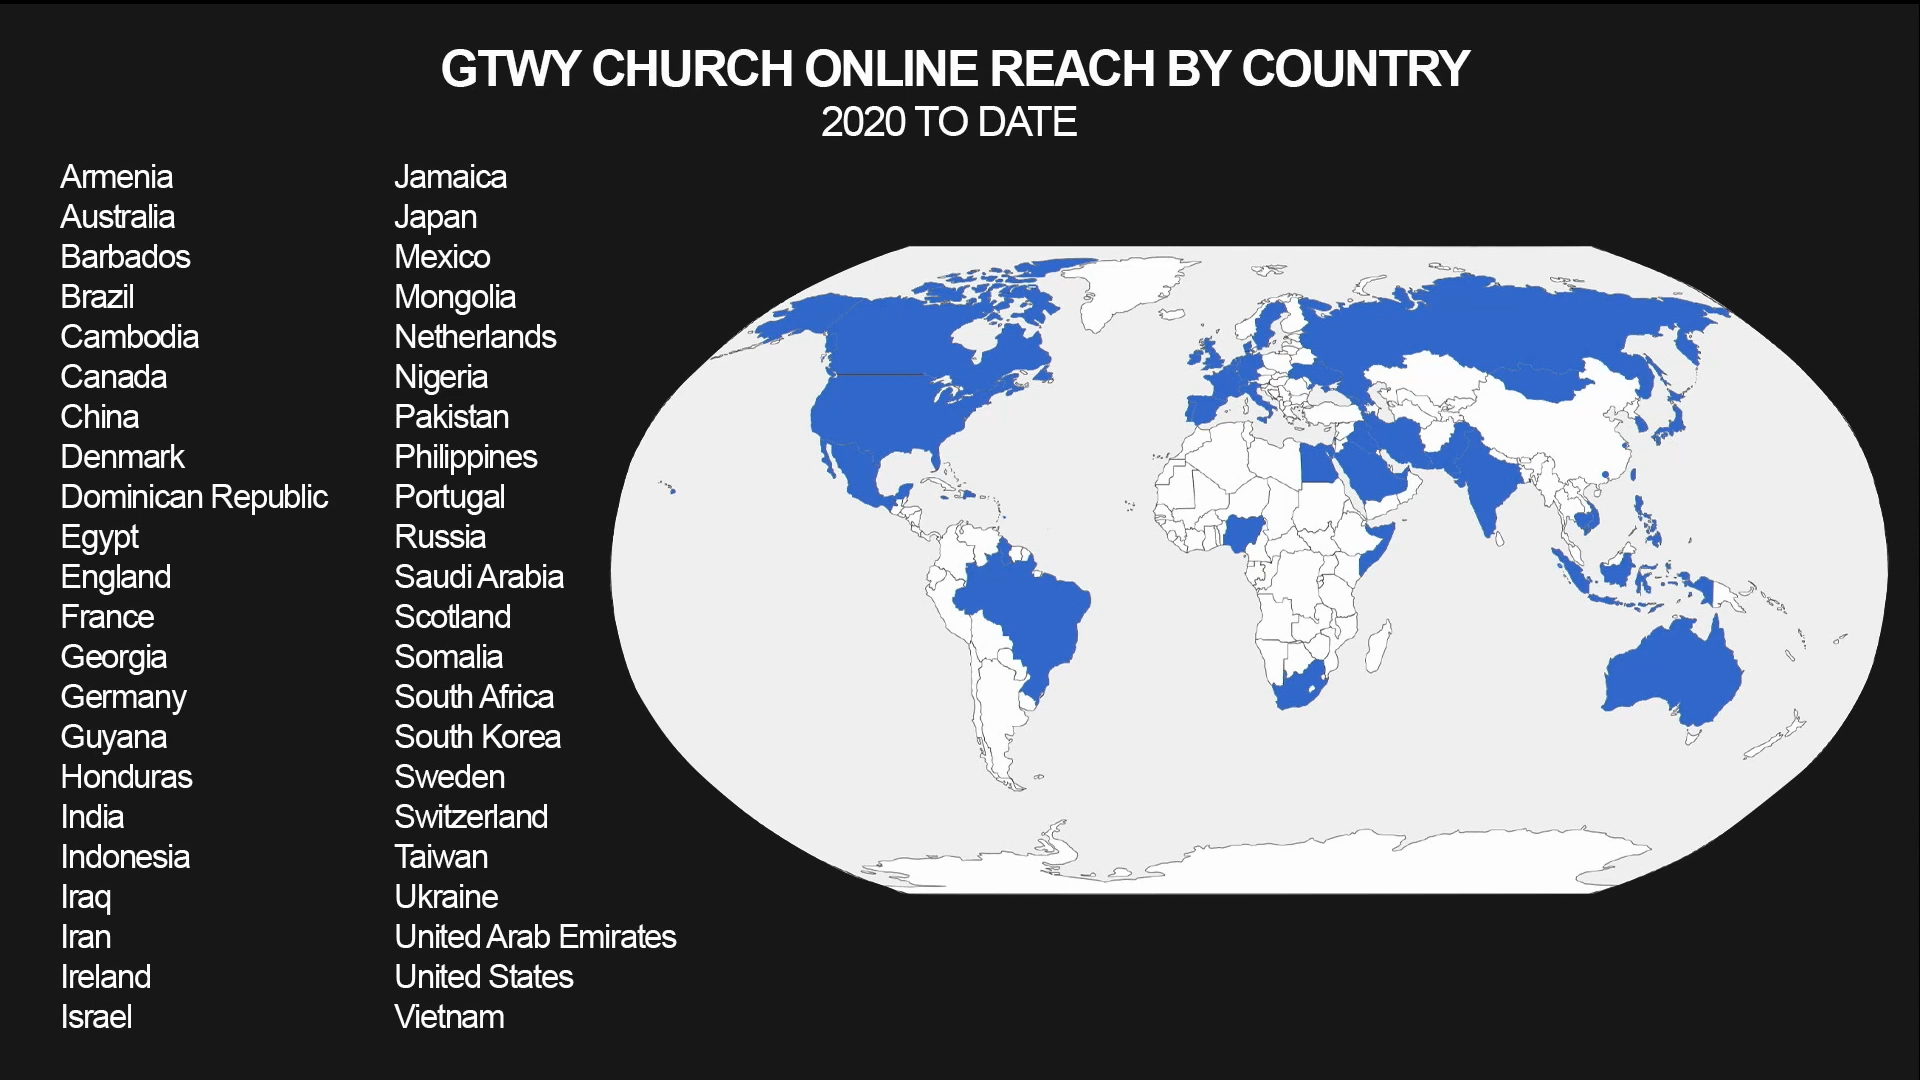 GTWY CHURCH ONLINE REACH BY COUNTRY
2020 TO DATE
Armenia
Australia
Barbados
Brazil
Cambodia
Canada
China
Denmark
Dominican Republic
Egypt
England
France
Georgia
Germany
Guyana
Honduras
India
Indonesia
Iraq
Iran
Ireland
Israel
Jamaica
Japan
Mexico
Mongolia
Netherlands
Nigeria
Pakistan
Philippines
Portugal
Russia
Saudi Arabia
Scotland
Somalia
South Africa
South Korea
Sweden
Switzerland
Taiwan
Ukraine
United Arab Emirates
United States
Vietnam